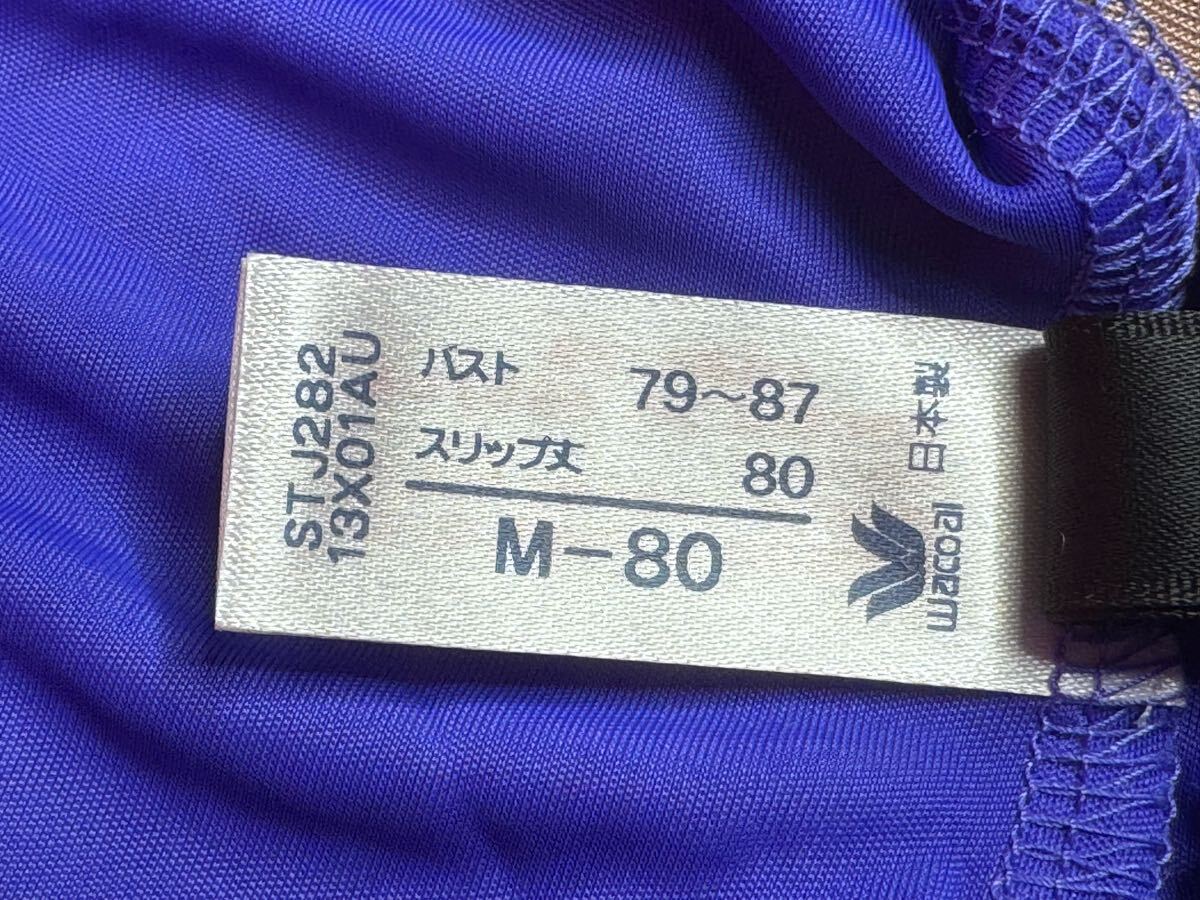 バスト 79～87
スリップ丈 80
M-80
STJ282
13X01AU
wacoal
日本製